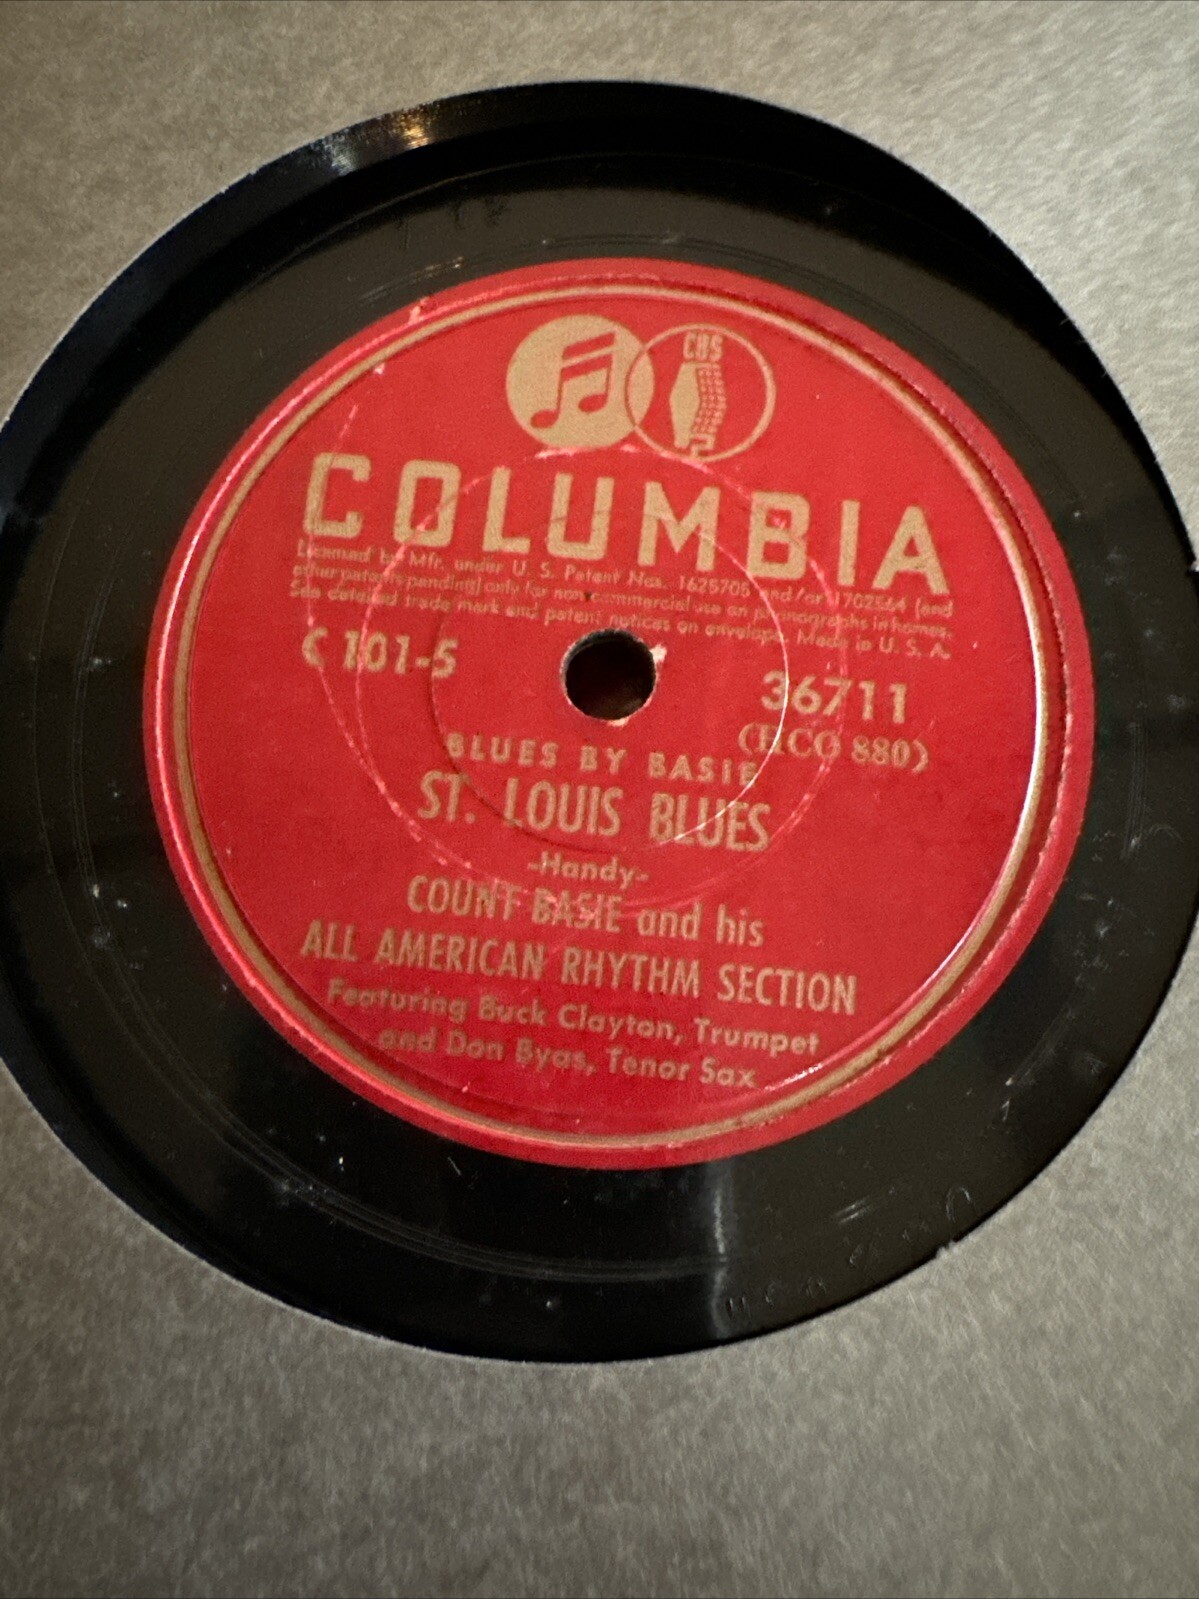 CBS
COLUMBIA
Licensed by Mfr. under U. S. Patent Nos. 1625705 and/or 1702564 (and
other patents pending) only for non-commercial use on phonographs in homes.
See detailed trade mark and patent notices on envelope. Made in U. S. A.
C 101-5
36711
(HCO 880)
BLUES BY BASIE
ST. LOUIS BLUES
-Handy-
COUNT BASIE and his
ALL AMERICAN RHYTHM SECTION
Featuring Buck Clayton, Trumpet
and Don Byas, Tenor Sax